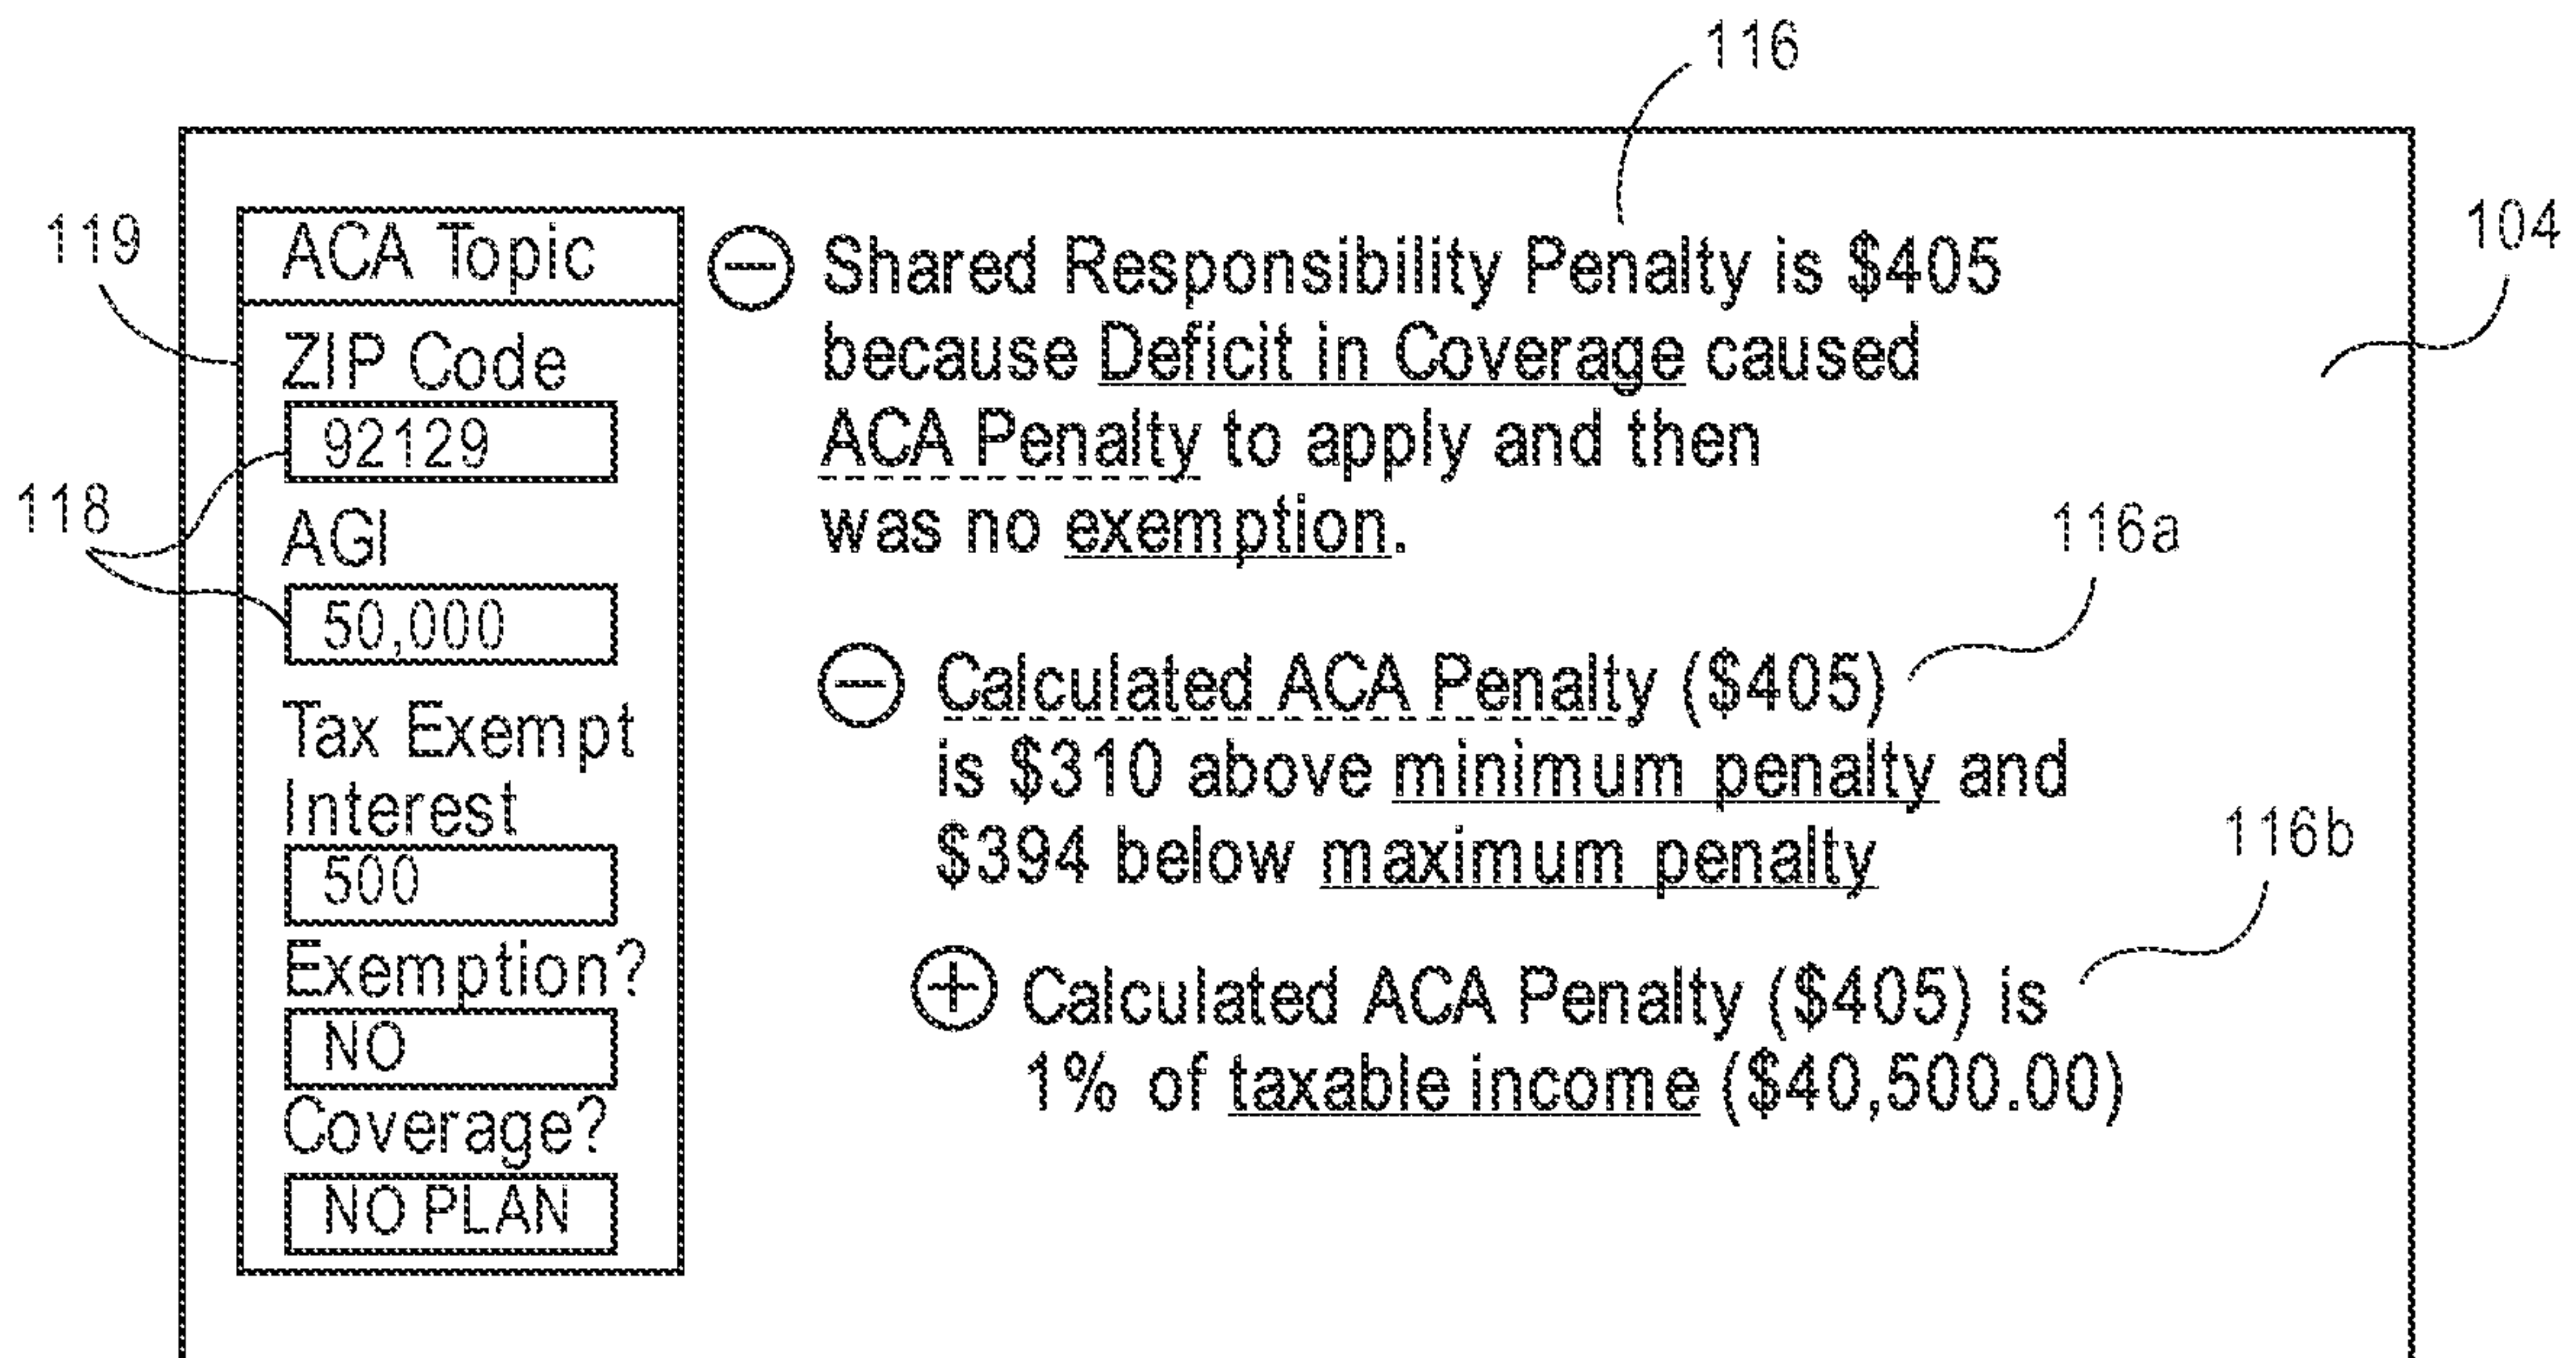 116
119
104
118
ACA Topic
ZIP Code
92129
AGI
50,000
Tax Exempt
Interest
500
Exemption?
NO
Coverage?
NO PLAN
Shared Responsibility Penalty is $405
because Deficit in Coverage caused
ACA Penalty to apply and then
was no exemption.
116a
Calculated ACA Penalty ($405)
is $310 above minimum penalty and
$394 below maximum penalty
116b
Calculated ACA Penalty ($405) is
1% of taxable income ($40,500.00)